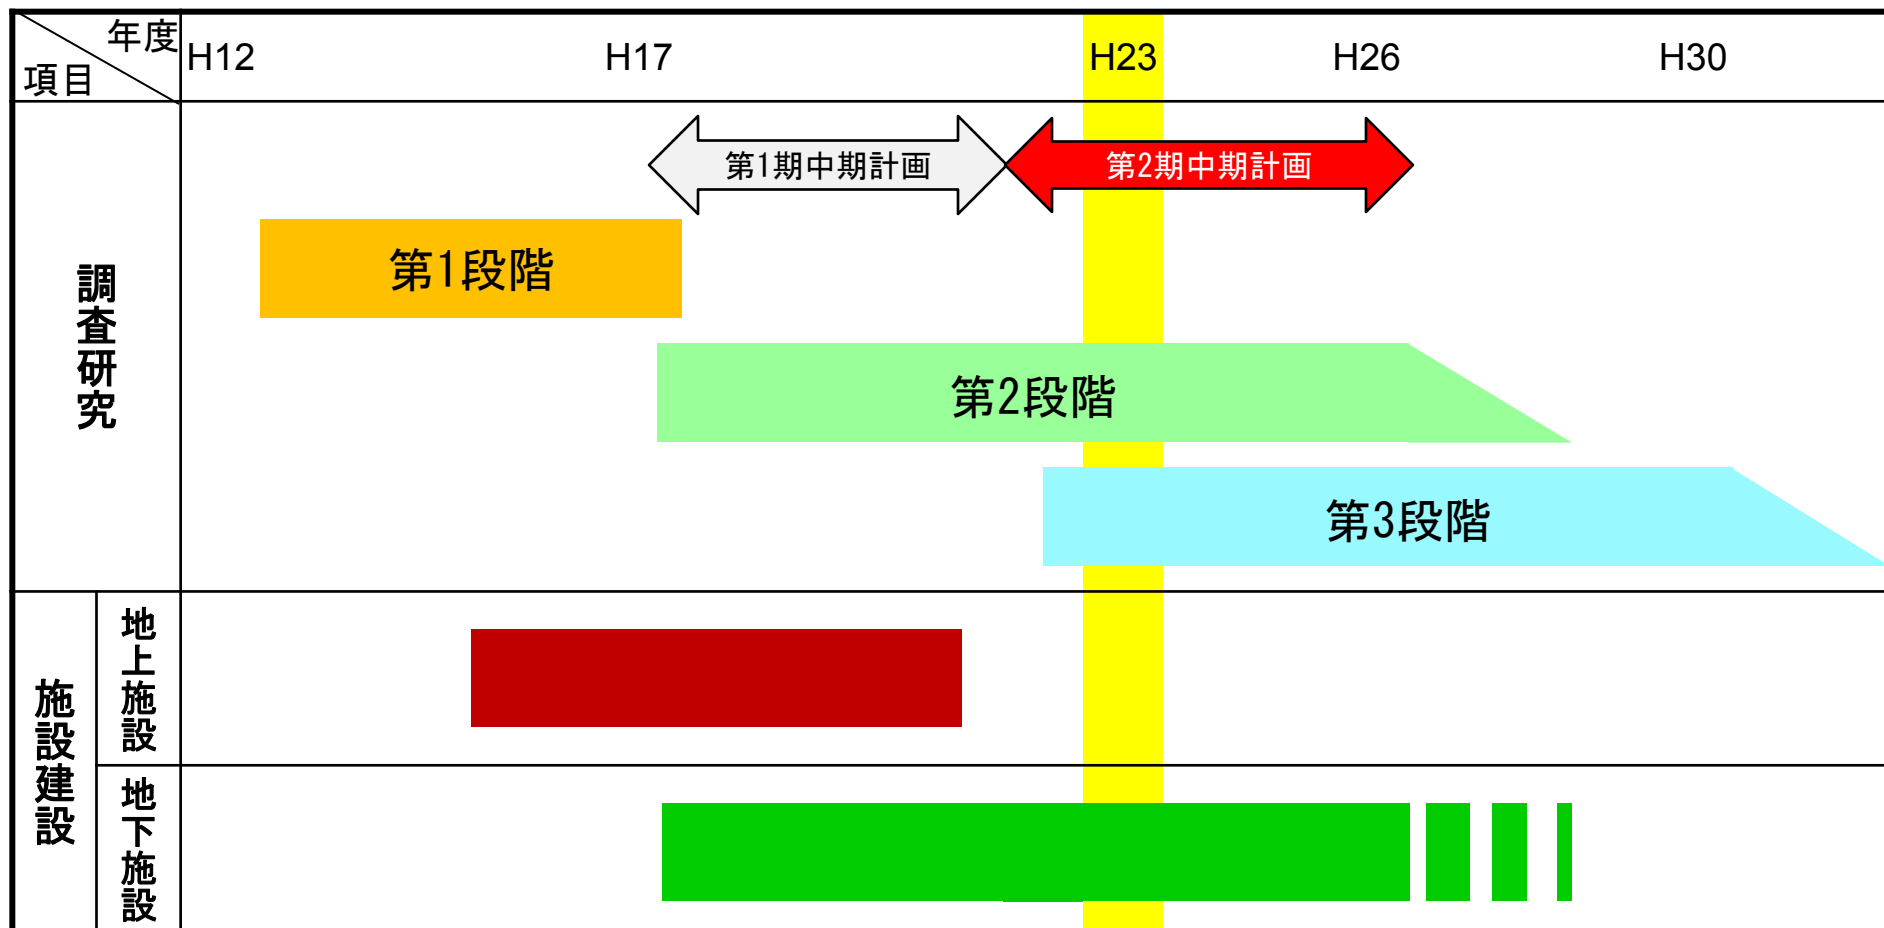 年度
項目
H12
H17
H23
H26
H30
第1期中期計画
第2期中期計画
調査研究
第1段階
第2段階
第3段階
施設建設
地上施設
地下施設